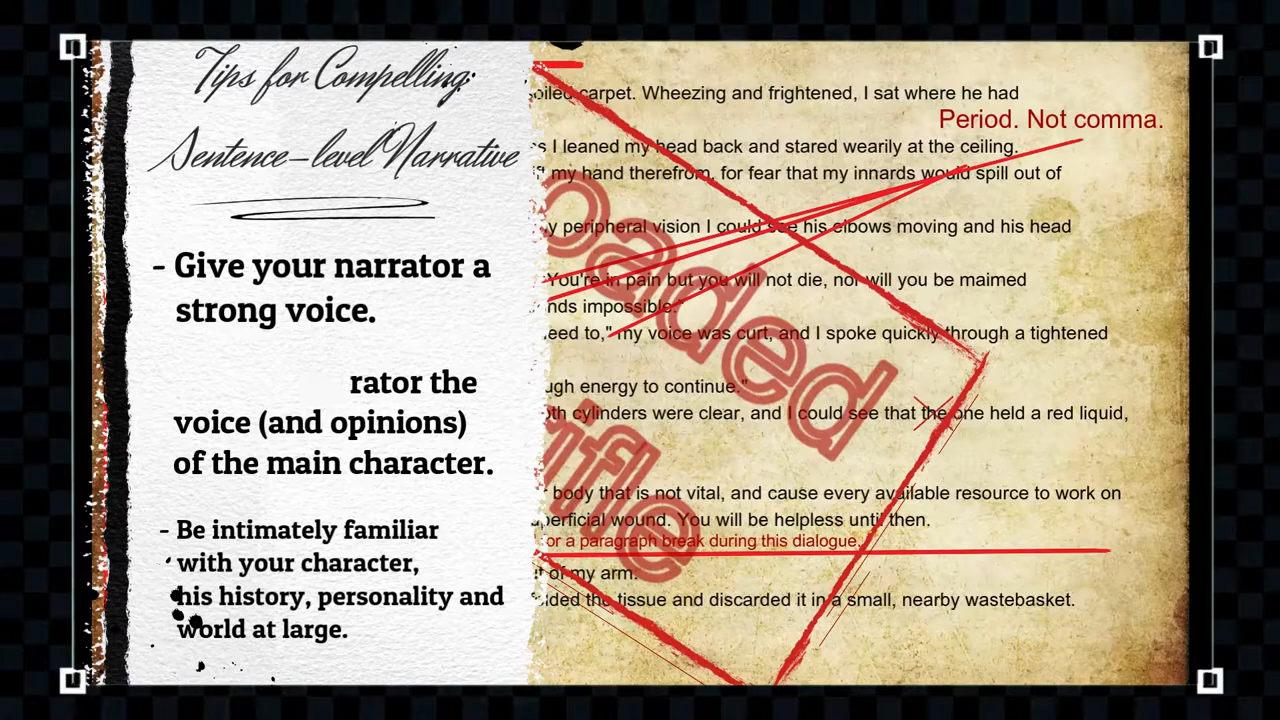 Tips for Compelling:
Sentence-level Narrative
- Give your narrator a
strong voice.
rator the
voice (and opinions)
of the main character.
- Be intimately familiar
with your character,
his history, personality and
world at large.
carpet. Wheezing and frightened, I sat where he had
Period. Not comma.
I leaned my head back and stared wearily at the ceiling.
my hand therefrom, for fear that my innards would spill out of
peripheral vision I could see his elbows moving and his head
You're in pain but you will not die, nor will you be maimed
impossible."
to," my voice was curt, and I spoke quickly through a tightened
energy to continue."
cylinders were clear, and I could see that the one held a red liquid,
body that is not vital, and cause every available resource to work on
wound. You will be helpless until then.
or a paragraph break during this dialogue.
of my arm.
the tissue and discarded it in a small, nearby wastebasket.
oaded
rifle